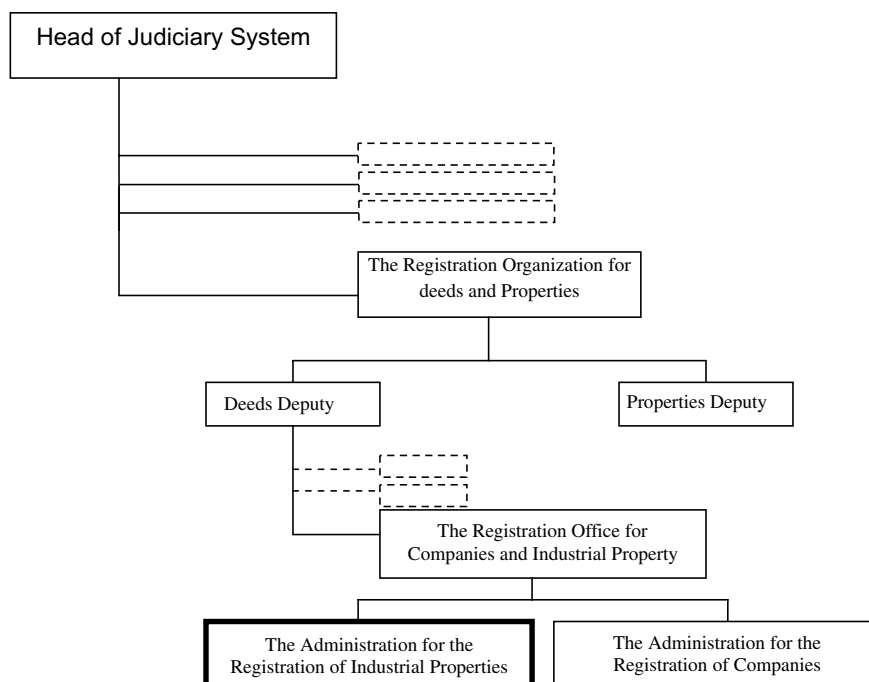 Head of Judiciary System
The Registration Organization for
deeds and Properties
Deeds Deputy
Properties Deputy
The Registration Office for
Companies and Industrial Property
The Administration for the
Registration of Industrial Properties
The Administration for the
Registration of Companies